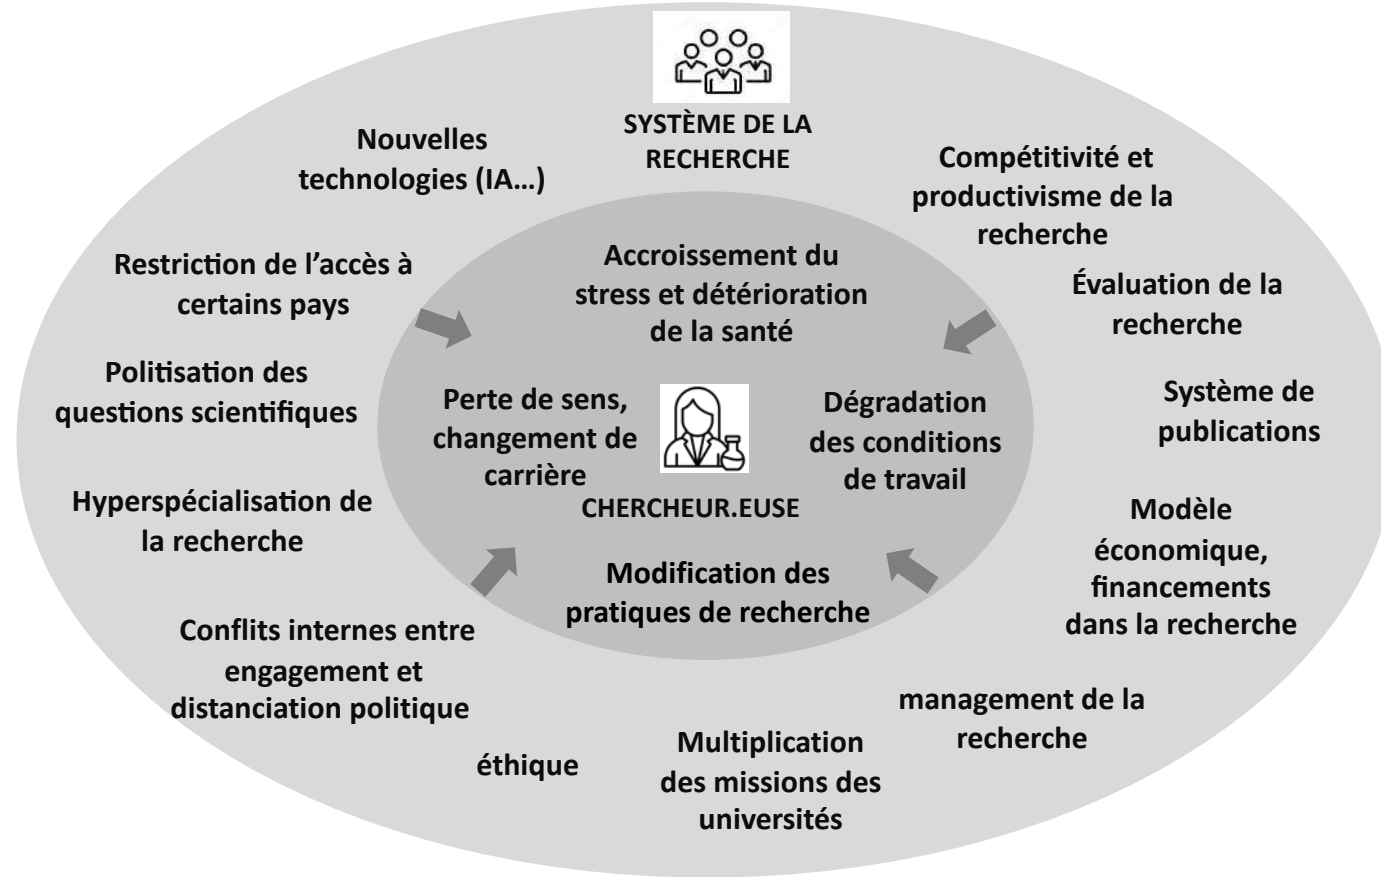 SYSTÈME DE LA
RECHERCHE
Nouvelles
technologies (IA...)
Compétitivité et
productivisme de la
recherche
Restriction de l’accès à
certains pays
Accroissement du
stress et détérioration
de la santé
Évaluation de la
recherche
Politisation des
questions scientifiques
Perte de sens,
changement de
carrière
CHERCHEUR.EUSE
Dégradation
des conditions
de travail
Système de
publications
Hyperspécialisation de
la recherche
Modification des
pratiques de recherche
Modèle
économique,
financements
dans la recherche
Conflits internes entre
engagement et
distanciation politique
éthique
Multiplication
des missions des
universités
management de la
recherche